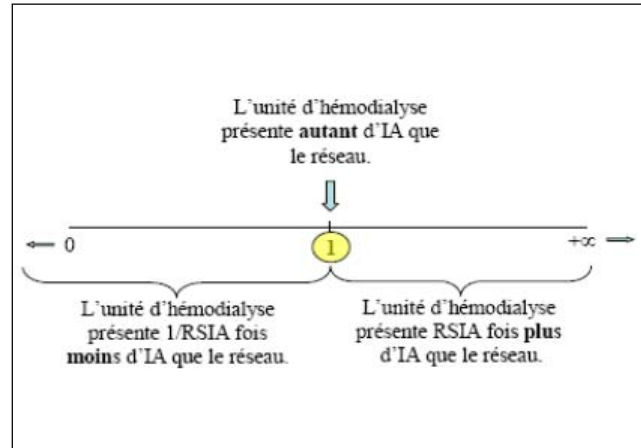 L'unité d'hémodialyse
présente autant d'IA que
le réseau.
0
1
+∞
L'unité d'hémodialyse
présente 1/RSIA fois
moins d'IA que le réseau.
L'unité d'hémodialyse
présente RSIA fois plus
d'IA que le réseau.